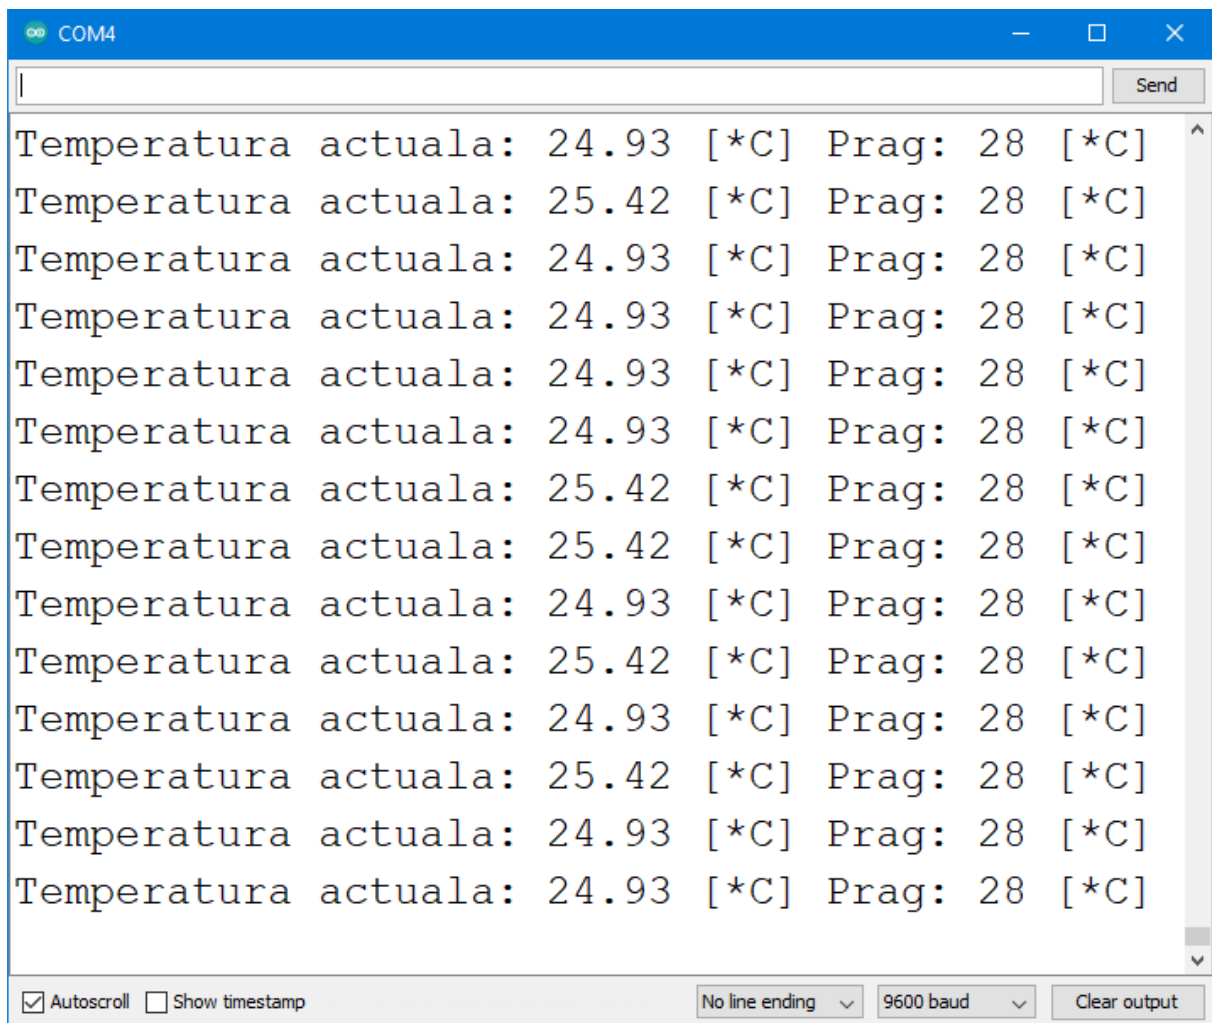 COM4
Send
Temperatura actuala: 24.93 [*C] Prag: 28 [*C]
Temperatura actuala: 25.42 [*C] Prag: 28 [*C]
Temperatura actuala: 24.93 [*C] Prag: 28 [*C]
Temperatura actuala: 24.93 [*C] Prag: 28 [*C]
Temperatura actuala: 24.93 [*C] Prag: 28 [*C]
Temperatura actuala: 24.93 [*C] Prag: 28 [*C]
Temperatura actuala: 25.42 [*C] Prag: 28 [*C]
Temperatura actuala: 25.42 [*C] Prag: 28 [*C]
Temperatura actuala: 24.93 [*C] Prag: 28 [*C]
Temperatura actuala: 25.42 [*C] Prag: 28 [*C]
Temperatura actuala: 24.93 [*C] Prag: 28 [*C]
Temperatura actuala: 25.42 [*C] Prag: 28 [*C]
Temperatura actuala: 24.93 [*C] Prag: 28 [*C]
Temperatura actuala: 24.93 [*C] Prag: 28 [*C]
Autoscroll Show timestamp No line ending 9600 baud Clear output